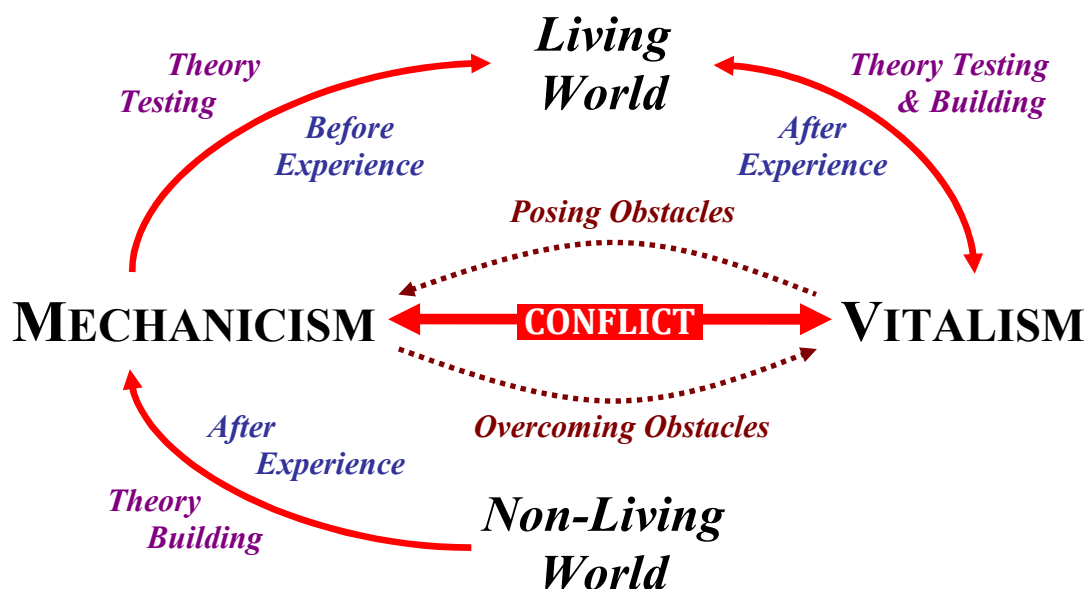 Living
World
Theory
Testing
Before
Experience
Theory Testing
& Building
After
Experience
Posing Obstacles
MECHANICISM
CONFLICT
VITALISM
Overcoming Obstacles
After
Experience
Theory
Building
Non-Living
World